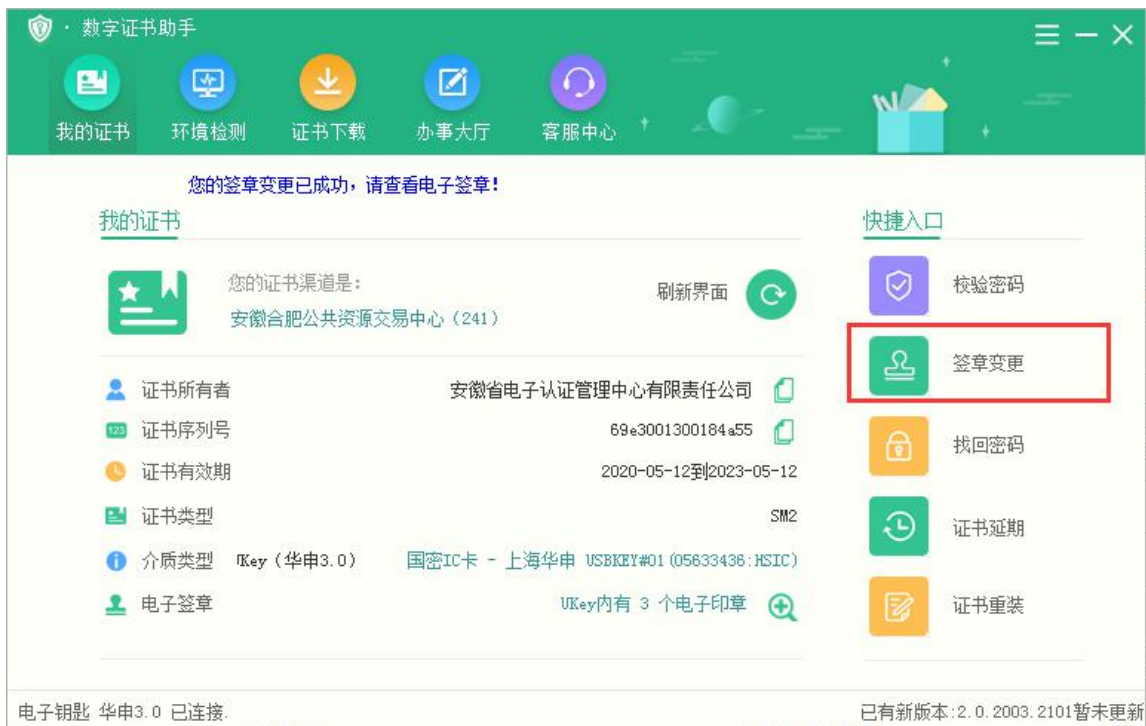 · 数字证书助手
我的证书 环境检测 证书下载 办事大厅 客服中心
您的签章变更已成功，请查看电子签章！
我的证书
快捷入口
您的证书渠道是：
安徽合肥公共资源交易中心（241）
刷新界面
校验密码
签章变更
证书所有者 安徽省电子认证管理中心有限责任公司
123 证书序列号 69e3001300184a55
找回密码
证书有效期 2020-05-12到2023-05-12
证书类型 SM2
证书延期
介质类型 UKey（华申3.0） 国密IC卡 - 上海华申 USBKEY#01(05633436:HSIC)
电子签章 UKey内有 3 个电子印章
证书重装
电子钥匙 华申3.0 已连接.
已有新版本:2.0.2003.2101暂未更新